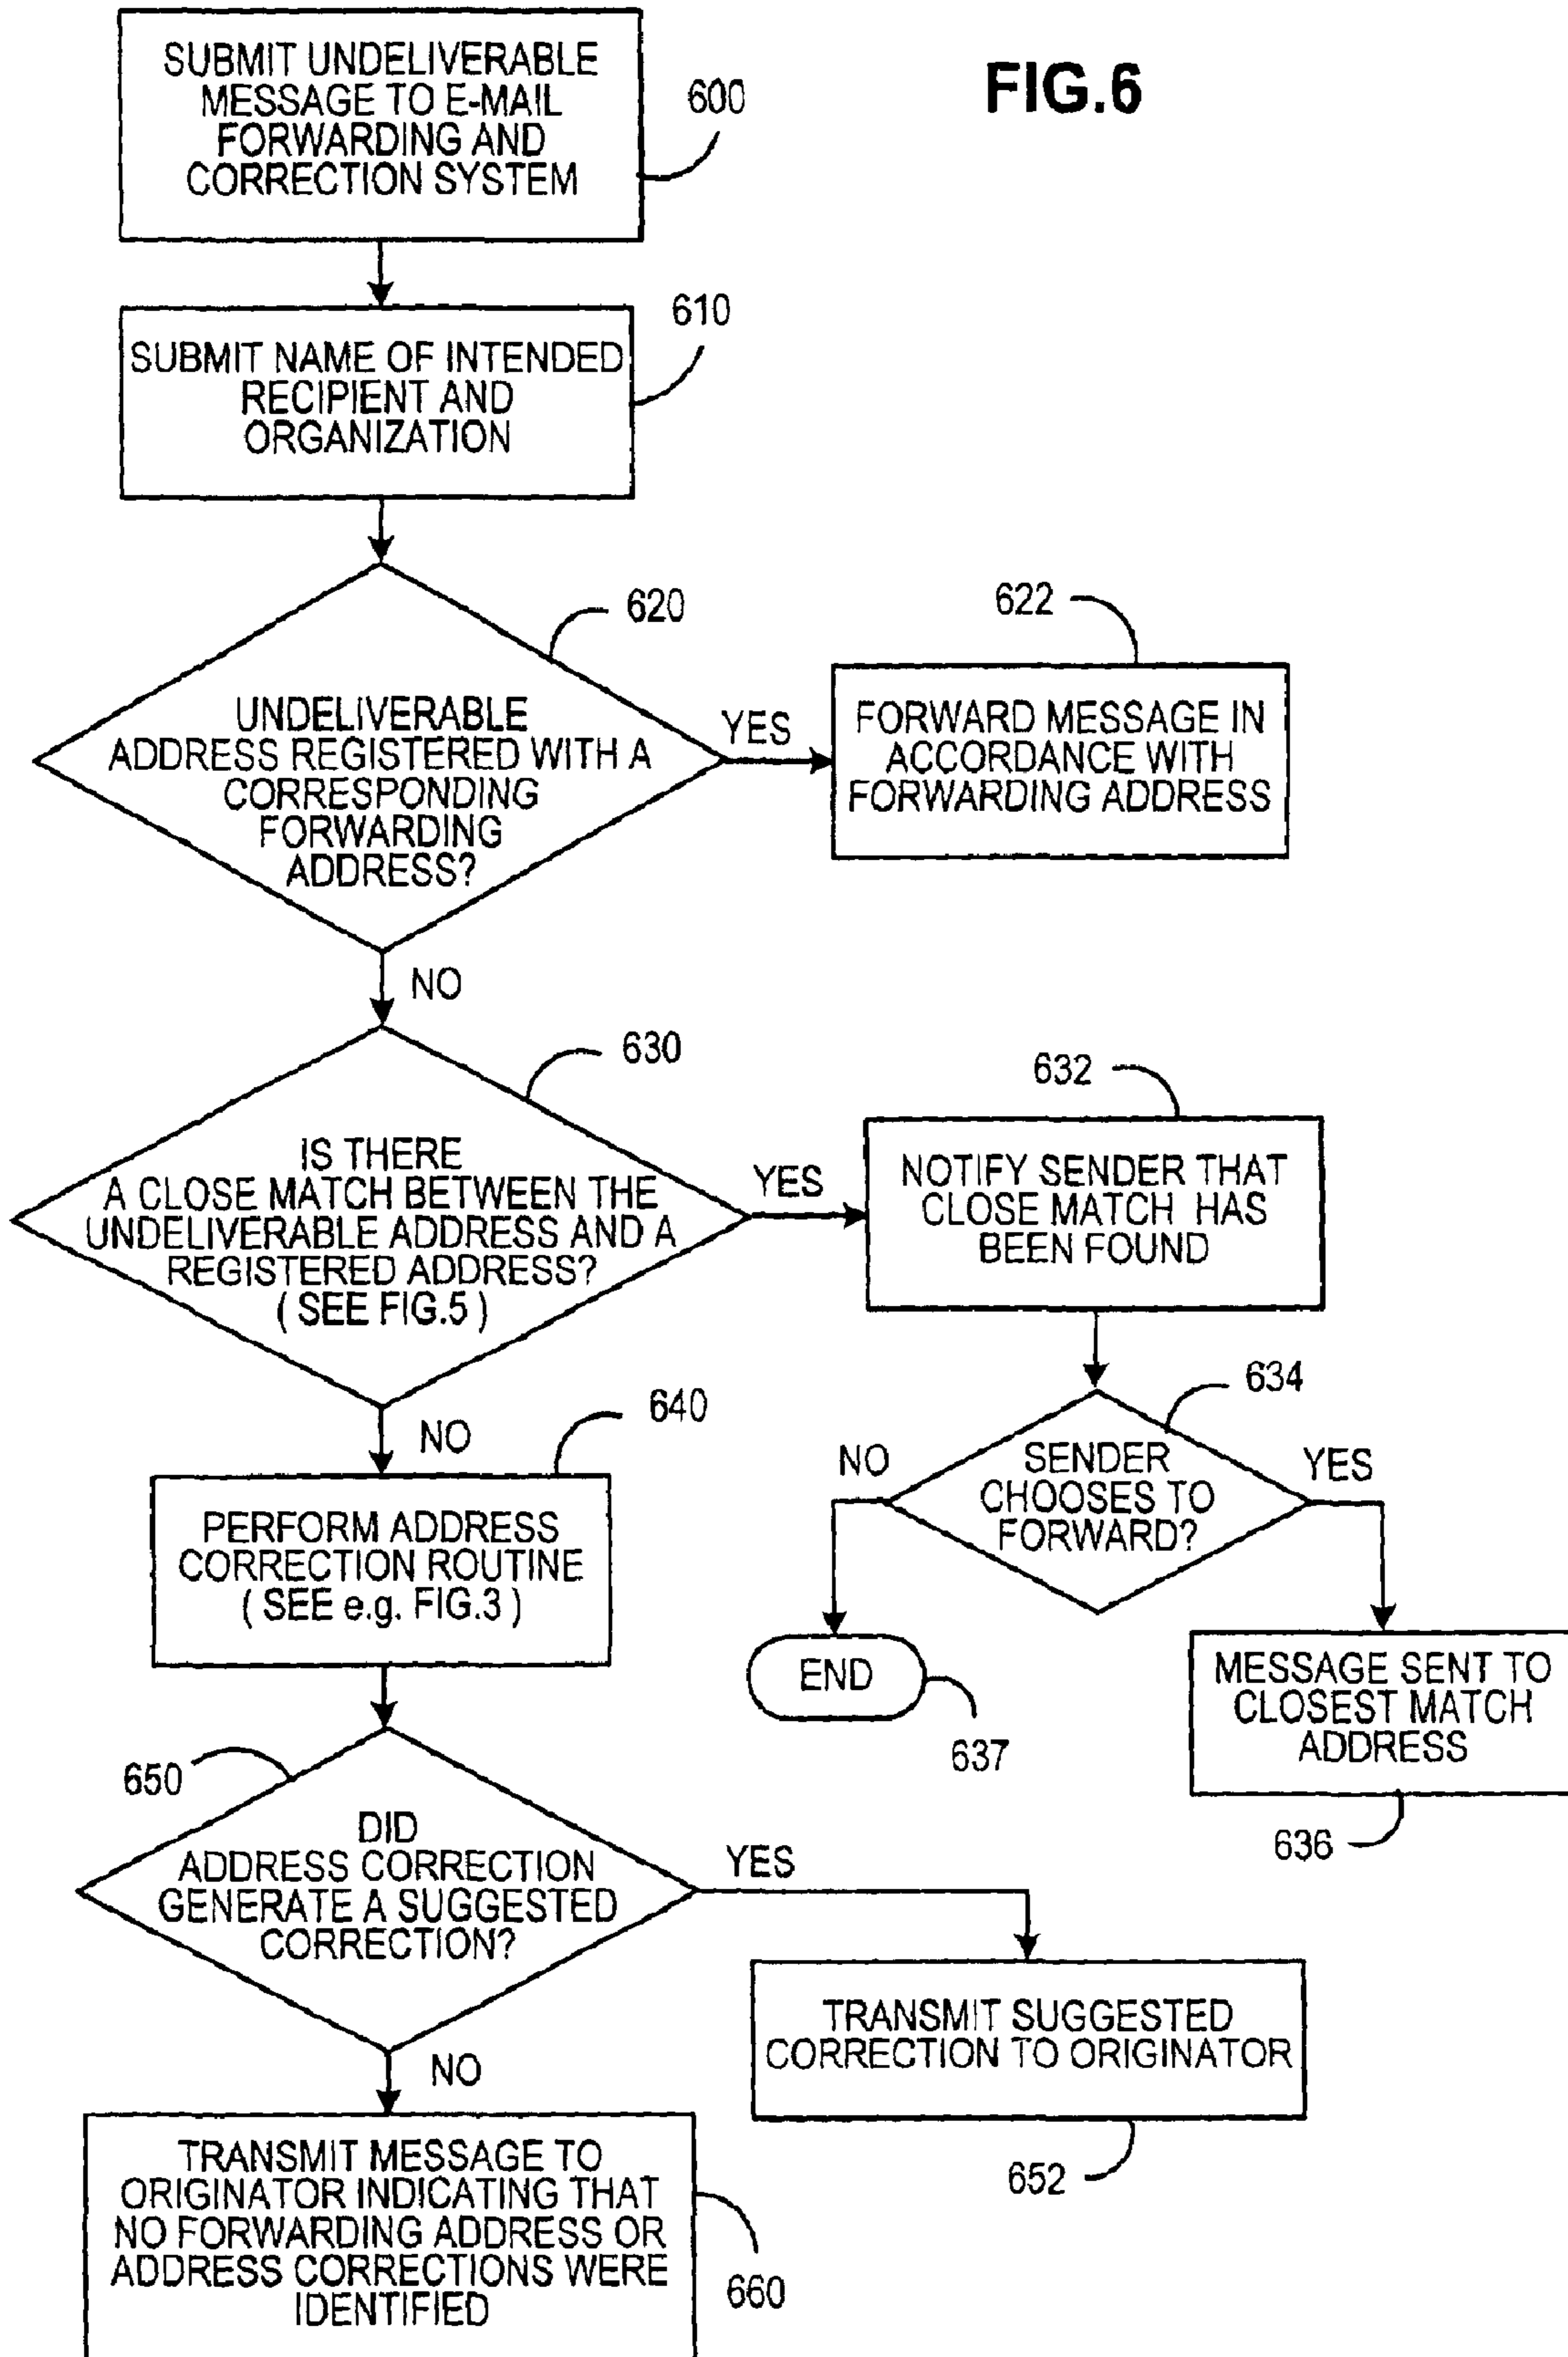 FIG.6
SUBMIT UNDELIVERABLE
MESSAGE TO E-MAIL
FORWARDING AND
CORRECTION SYSTEM
600
SUBMIT NAME OF INTENDED
RECIPIENT AND
ORGANIZATION
610
UNDELIVERABLE
ADDRESS REGISTERED WITH A
CORRESPONDING
FORWARDING
ADDRESS?
620
YES
622
FORWARD MESSAGE IN
ACCORDANCE WITH
FORWARDING ADDRESS
NO
630
IS THERE
A CLOSE MATCH BETWEEN THE
UNDELIVERABLE ADDRESS AND A
REGISTERED ADDRESS?
( SEE FIG.5 )
YES
632
NOTIFY SENDER THAT
CLOSE MATCH HAS
BEEN FOUND
634
SENDER
CHOOSES TO
FORWARD?
NO
YES
END
637
MESSAGE SENT TO
CLOSEST MATCH
ADDRESS
636
NO
640
PERFORM ADDRESS
CORRECTION ROUTINE
( SEE e.g. FIG.3 )
650
DID
ADDRESS CORRECTION
GENERATE A SUGGESTED
CORRECTION?
YES
TRANSMIT SUGGESTED
CORRECTION TO ORIGINATOR
652
NO
TRANSMIT MESSAGE TO
ORIGINATOR INDICATING THAT
NO FORWARDING ADDRESS OR
ADDRESS CORRECTIONS WERE
IDENTIFIED
660